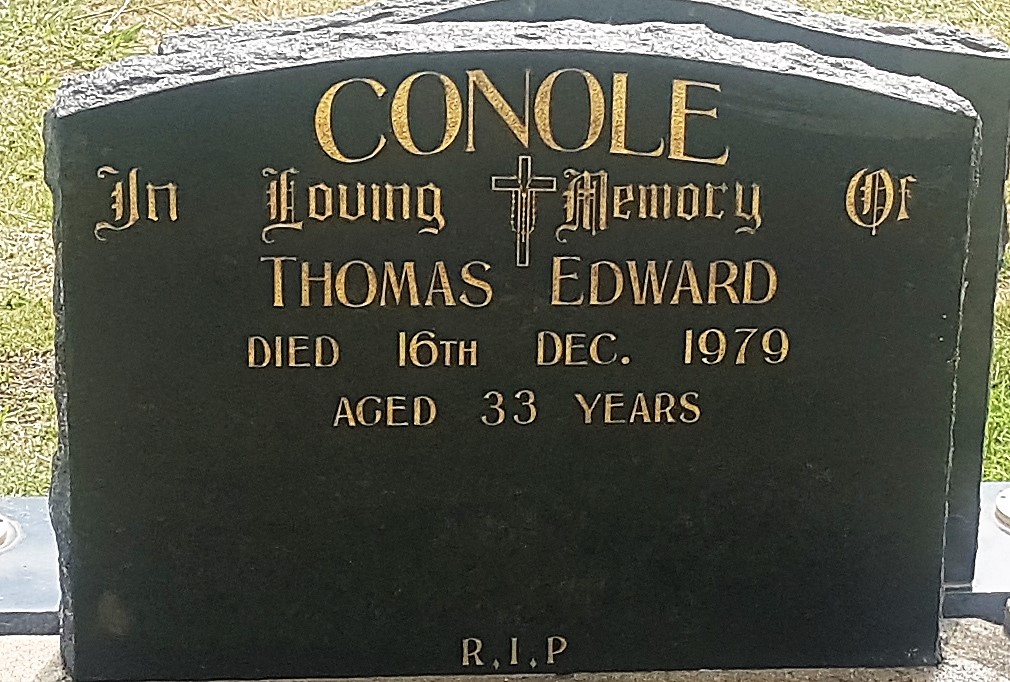 CONOLE
In Loving Memory Of
THOMAS EDWARD
DIED 16TH DEC. 1979
AGED 33 YEARS
R.I.P